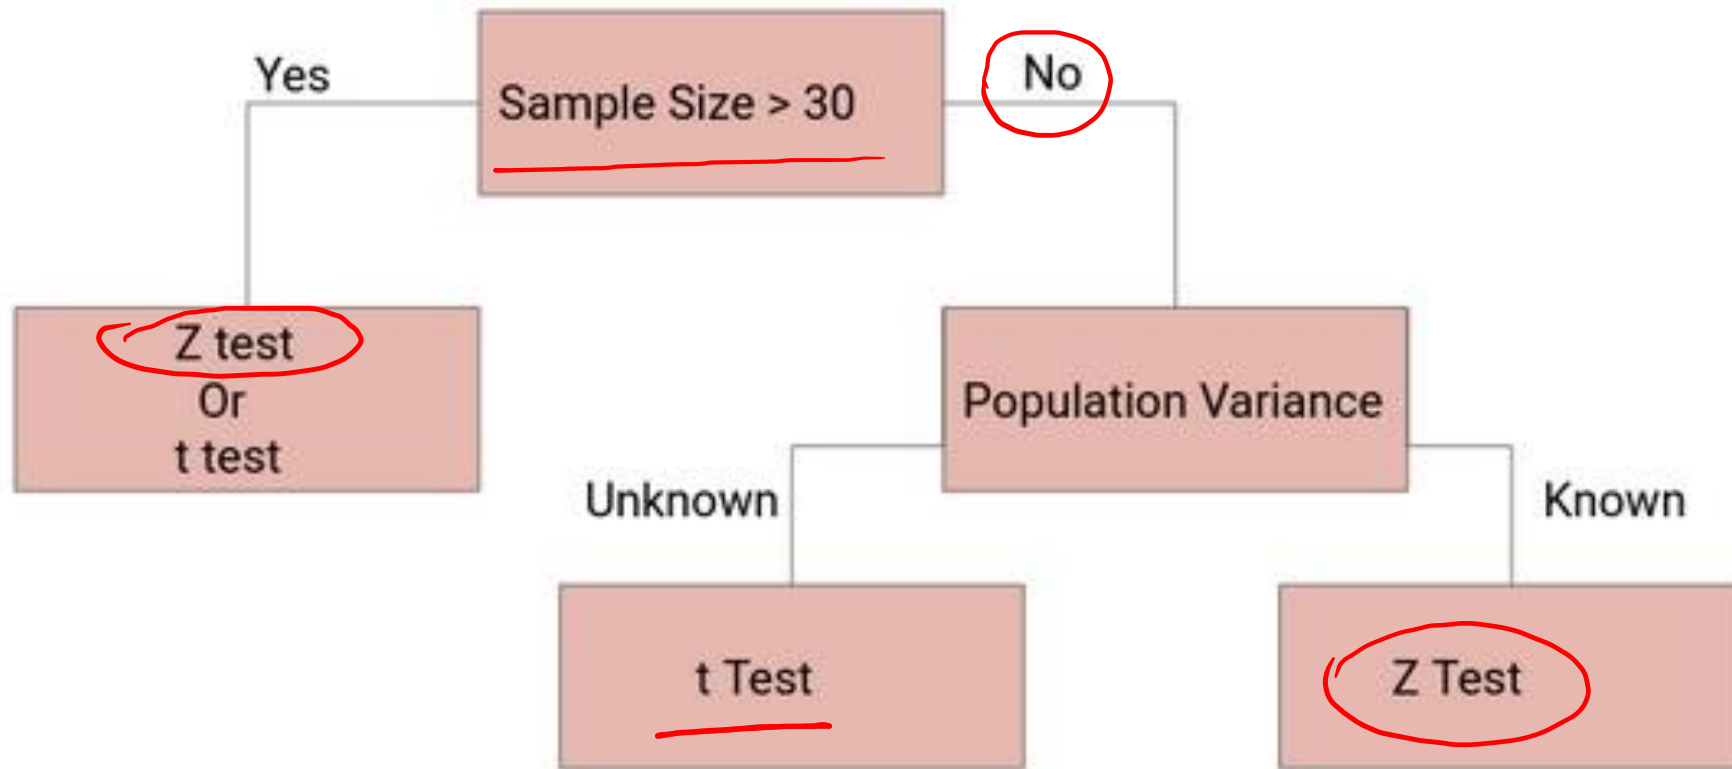 Yes
Sample Size > 30
No
Z test
Or
t test
Population Variance
Unknown
Known
t Test
Z Test